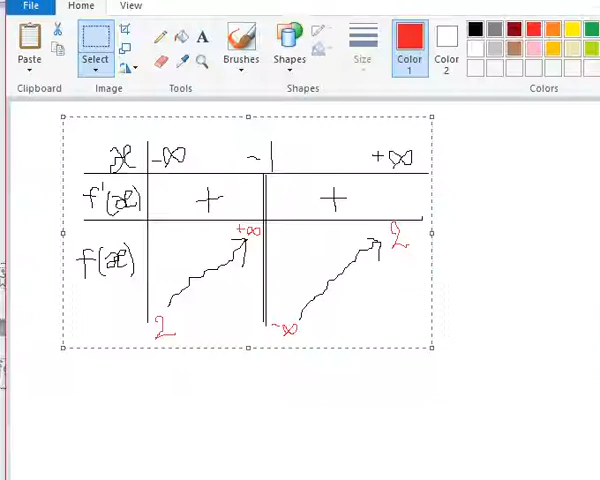 File Home View
Paste Select Brushes Shapes Size Color 1 Color 2
Clipboard Image Tools Shapes Colors
x -∞ -1 +∞
f'(x) + +
+∞ 2
f(x)
2 -∞